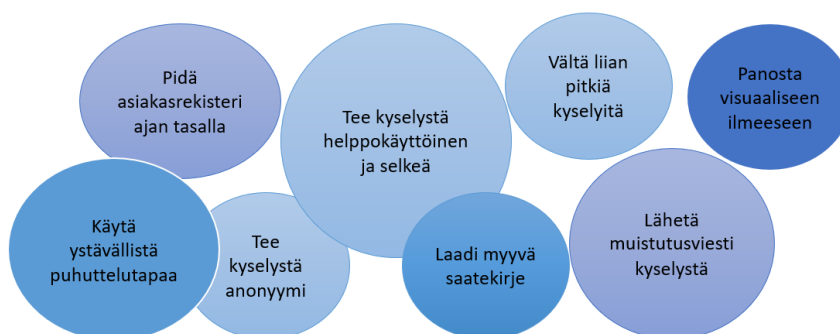 Pidä
asiakasrekisteri
ajan tasalla
Tee kyselystä
helppokäyttöinen
ja selkeä
Vältä liian
pitkiä
kyselyitä
Panosta
visuaaliseen
ilmeeseen
Käytä
ystävällistä
puhuttelutapaa
Tee
kyselystä
anonyymi
Laadi myyvä
saatekirje
Lähetä
muistutusviesti
kyselystä